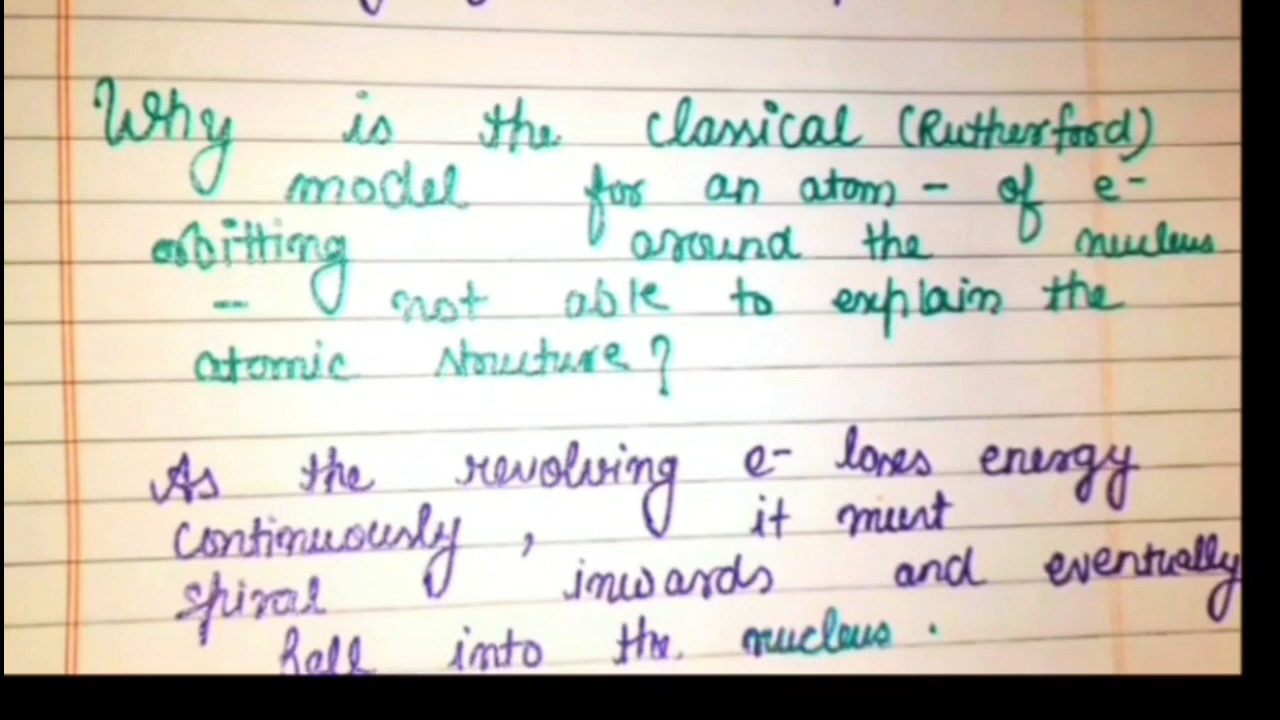 Why is the classical (Rutherford)
model for an atom - of e-
orbitting around the nucleus
- not able to explain the
atomic structure?
As the revolving e- loses energy
continuously, it must
spiral inwards and eventually
fall into the nucleus.